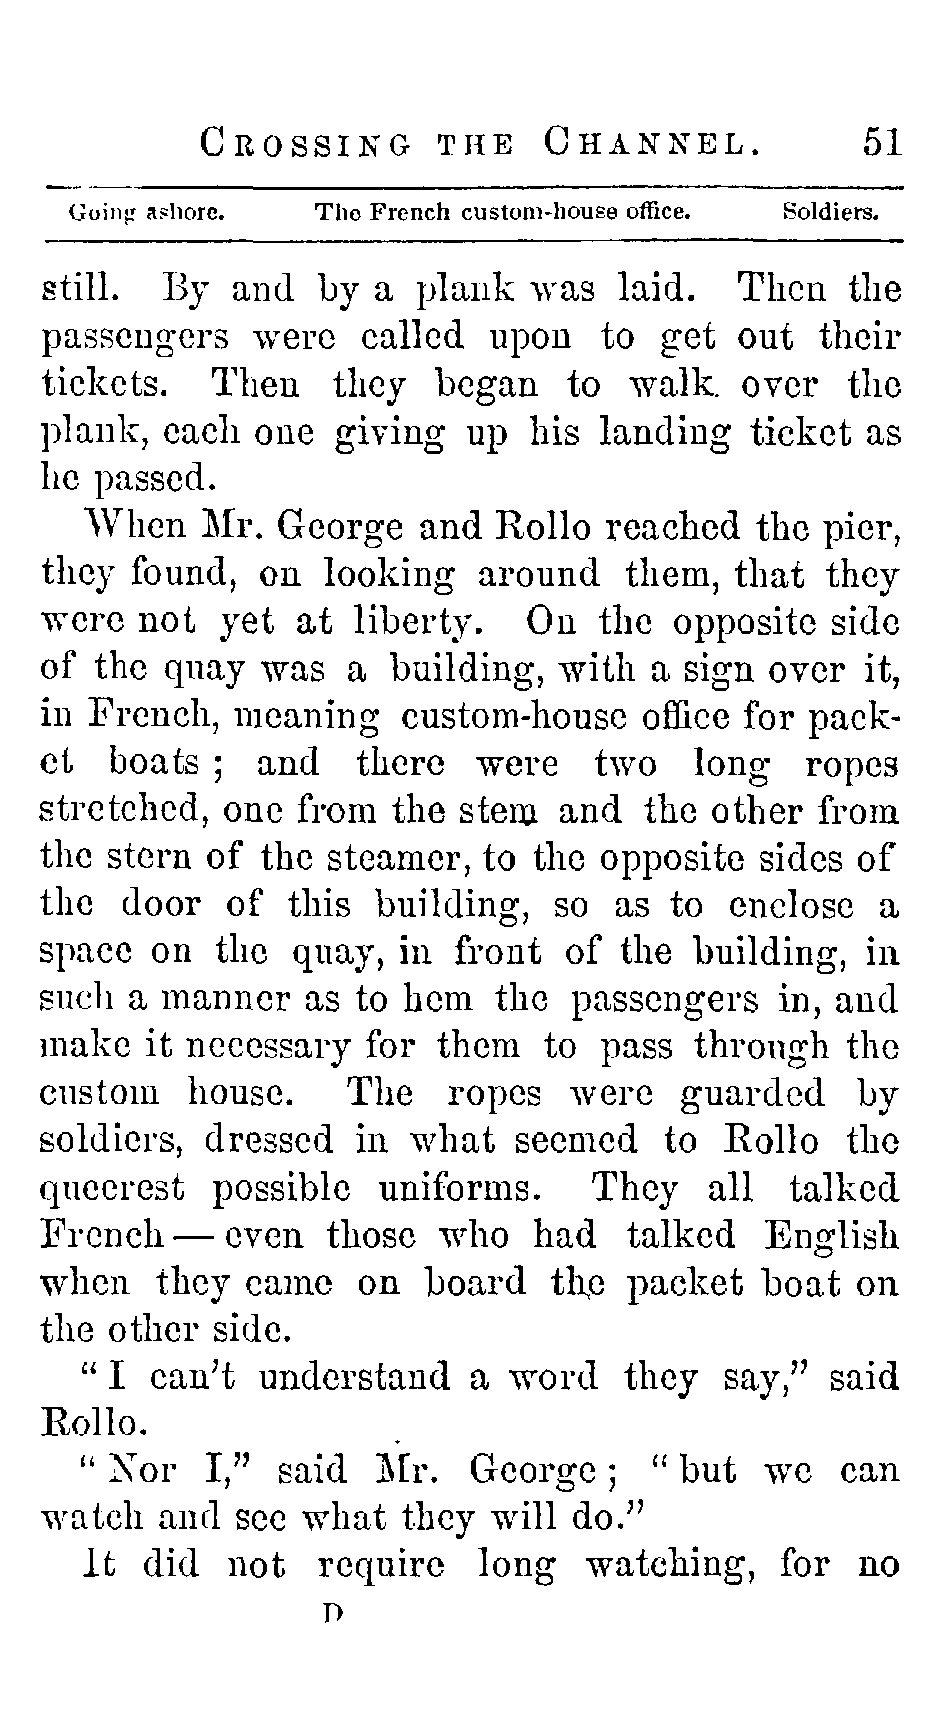 CROSSING THE CHANNEL. 51
Going ashore. The French custom-house office. Soldiers.
still. By and by a plank was laid. Then the
passengers were called upon to get out their
tickets. Then they began to walk. over the
plank, each one giving up his landing ticket as
he passed.
When Mr. George and Rollo reached the pier,
they found, on looking around them, that they
were not yet at liberty. On the opposite side
of the quay was a building, with a sign over it,
in French, meaning custom-house office for pack-
et boats; and there were two long ropes
stretched, one from the stem and the other from
the stern of the steamer, to the opposite sides of
the door of this building, so as to enclose a
space on the quay, in front of the building, in
such a manner as to hem the passengers in, and
make it necessary for them to pass through the
custom house. The ropes were guarded by
soldiers, dressed in what seemed to Rollo the
queerest possible uniforms. They all talked
French — even those who had talked English
when they came on board the packet boat on
the other side.
"I can't understand a word they say," said
Rollo.
"Nor I," said Mr. George; "but we can
watch and see what they will do."
It did not require long watching, for no
D